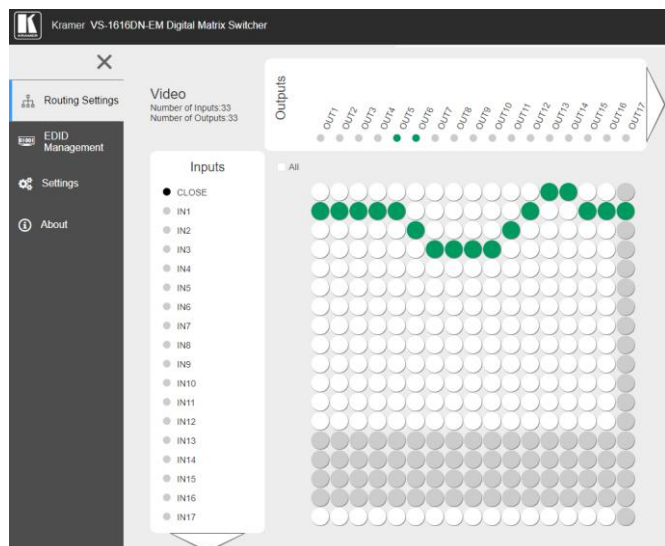 KRAMER
Kramer VS-1616DN-EM Digital Matrix Switcher
Routing Settings
EDID
Management
Settings
About
Video
Number of Inputs:33
Number of Outputs:33
Outputs
OUT1
OUT2
OUT3
OUT4
OUT5
OUT6
OUT7
OUT8
OUT9
OUT10
OUT11
OUT12
OUT13
OUT14
OUT15
OUT16
OUT17
Inputs
All
CLOSE
IN1
IN2
IN3
IN4
IN5
IN6
IN7
IN8
IN9
IN10
IN11
IN12
IN13
IN14
IN15
IN16
IN17